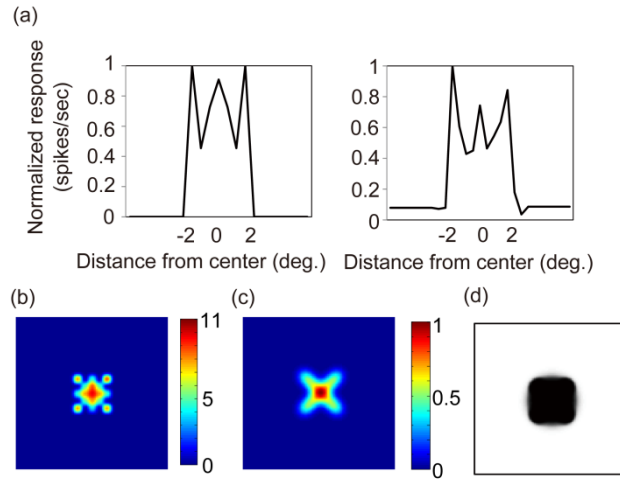 (a)
Normalized response
(spikes/sec)
1
0.8
0.6
0.4
0.2
0
-2 0 2
Distance from center (deg.)
1
0.8
0.6
0.4
0.2
0
-2 0 2
Distance from center (deg.)
(b)
11
5
0
(c)
1
0.5
0
(d)